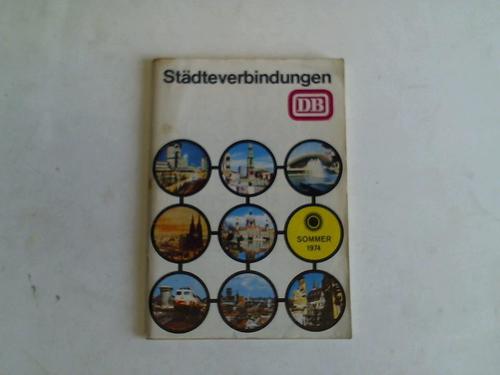 Städteverbindungen
DB
SOMMER
1974